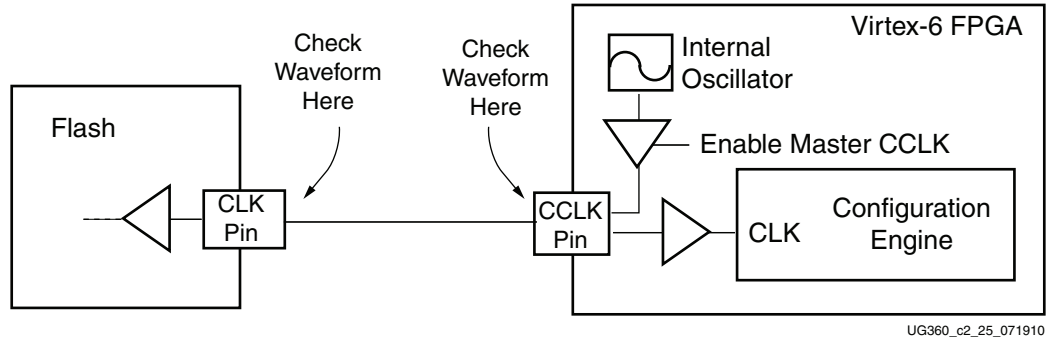 Virtex-6 FPGA
Check
Waveform
Here
Check
Waveform
Here
Internal
Oscillator
Flash
Enable Master CCLK
CLK
Pin
CCLK
Pin
CLK
Configuration
Engine
UG360_c2_25_071910